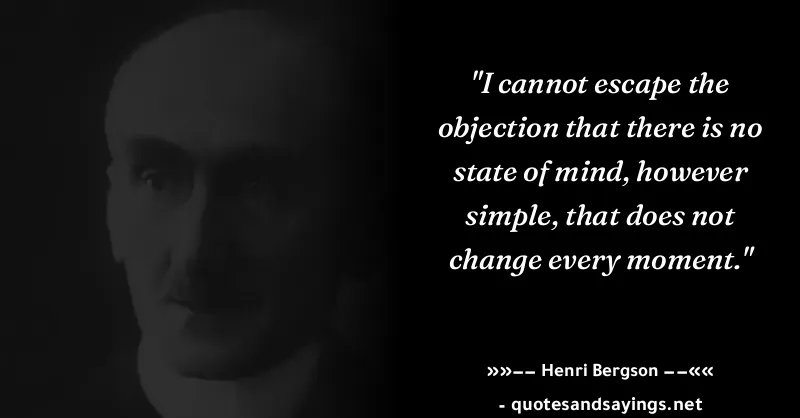 "I cannot escape the
objection that there is no
state of mind, however
simple, that does not
change every moment."
»»–– Henri Bergson ––««
- quotesandsayings.net